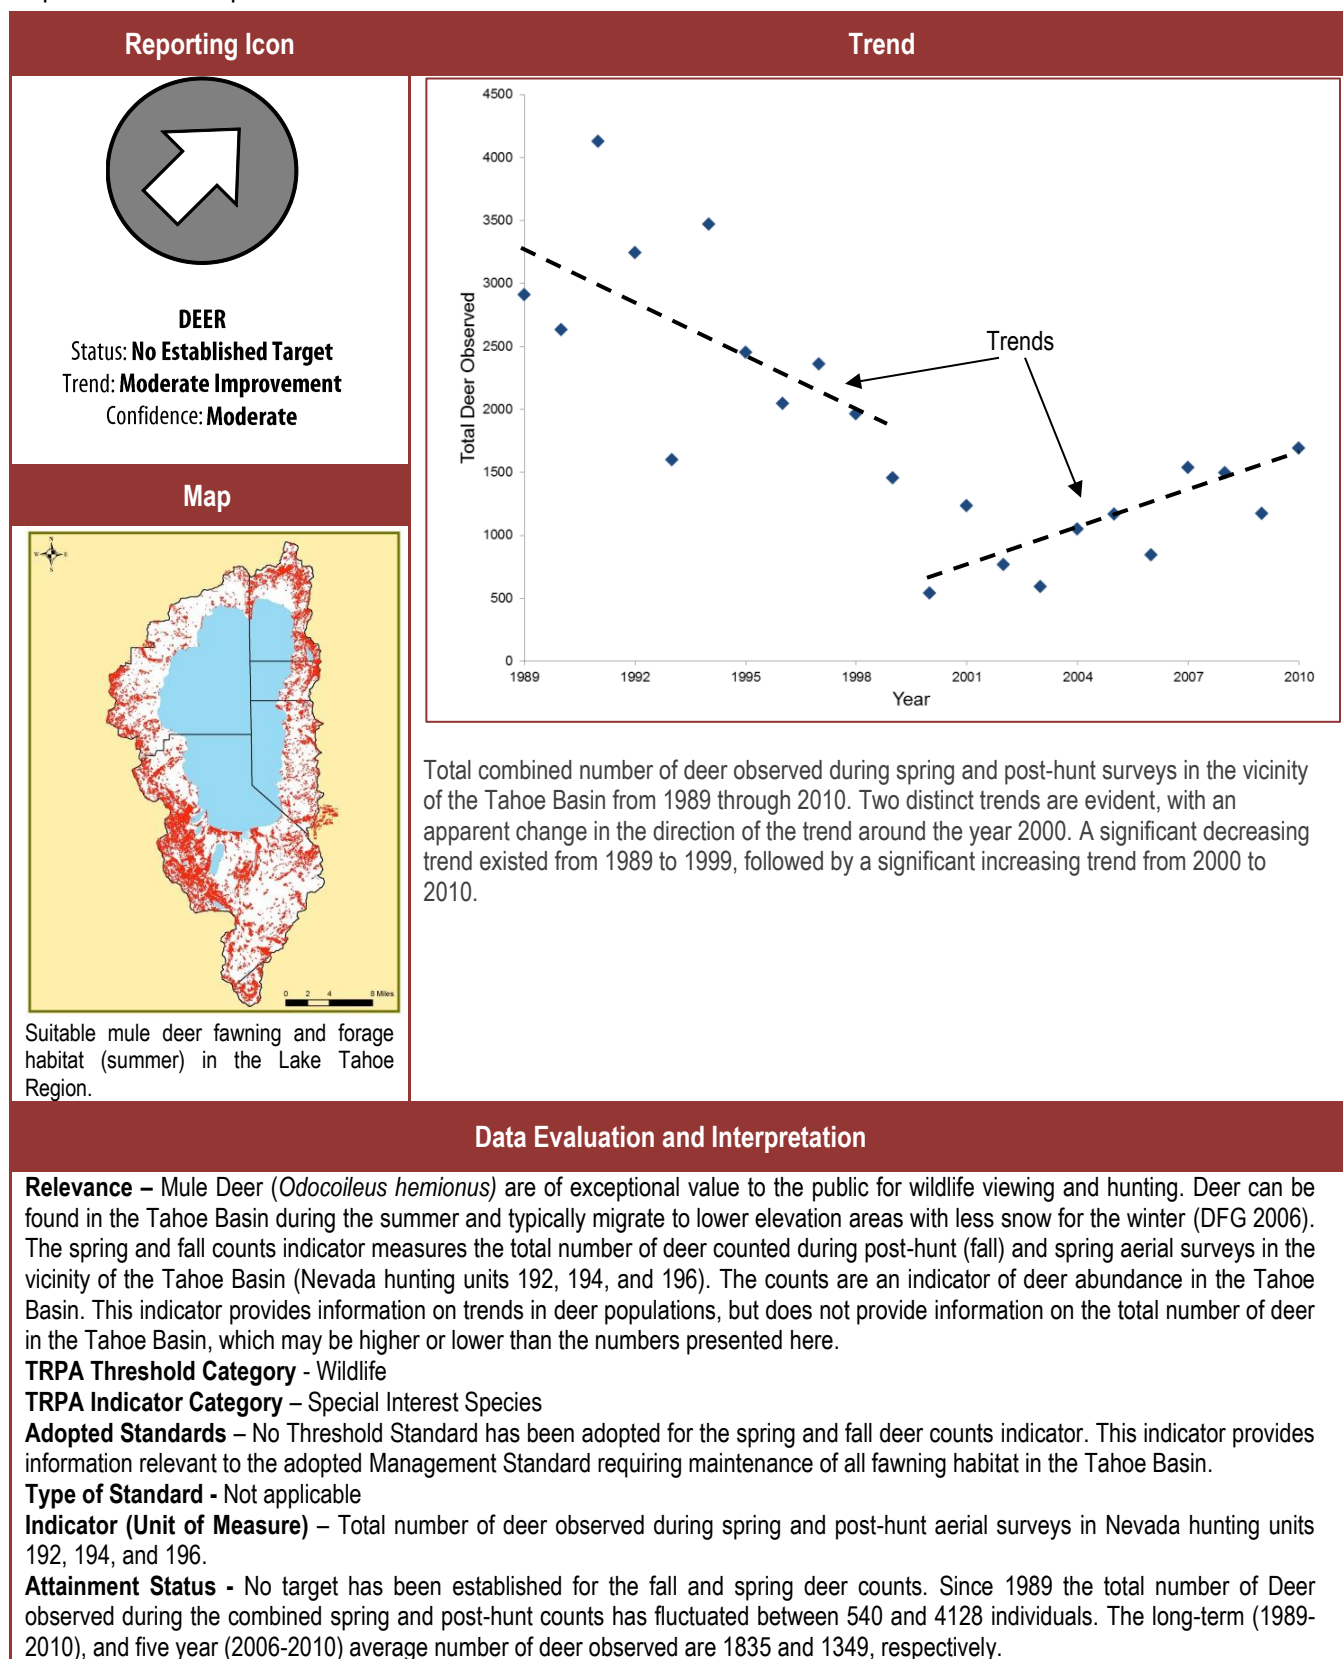 Reporting Icon
Trend
DEER
Status: No Established Target
Trend: Moderate Improvement
Confidence: Moderate
Map
N
W E
S
0 2 4 8 Miles
Suitable mule deer fawning and forage
habitat (summer) in the Lake Tahoe
Region.
4500
4000
3500
3000
2500
2000
1500
1000
500
0
Total Deer Observed
Trends
1989 1992 1995 1998 2001 2004 2007 2010
Year
Total combined number of deer observed during spring and post-hunt surveys in the vicinity
of the Tahoe Basin from 1989 through 2010. Two distinct trends are evident, with an
apparent change in the direction of the trend around the year 2000. A significant decreasing
trend existed from 1989 to 1999, followed by a significant increasing trend from 2000 to
2010.
Data Evaluation and Interpretation
Relevance – Mule Deer (Odocoileus hemionus) are of exceptional value to the public for wildlife viewing and hunting. Deer can be
found in the Tahoe Basin during the summer and typically migrate to lower elevation areas with less snow for the winter (DFG 2006).
The spring and fall counts indicator measures the total number of deer counted during post-hunt (fall) and spring aerial surveys in the
vicinity of the Tahoe Basin (Nevada hunting units 192, 194, and 196). The counts are an indicator of deer abundance in the Tahoe
Basin. This indicator provides information on trends in deer populations, but does not provide information on the total number of deer
in the Tahoe Basin, which may be higher or lower than the numbers presented here.
TRPA Threshold Category - Wildlife
TRPA Indicator Category – Special Interest Species
Adopted Standards – No Threshold Standard has been adopted for the spring and fall deer counts indicator. This indicator provides
information relevant to the adopted Management Standard requiring maintenance of all fawning habitat in the Tahoe Basin.
Type of Standard - Not applicable
Indicator (Unit of Measure) – Total number of deer observed during spring and post-hunt aerial surveys in Nevada hunting units
192, 194, and 196.
Attainment Status - No target has been established for the fall and spring deer counts. Since 1989 the total number of Deer
observed during the combined spring and post-hunt counts has fluctuated between 540 and 4128 individuals. The long-term (1989-
2010), and five year (2006-2010) average number of deer observed are 1835 and 1349, respectively.